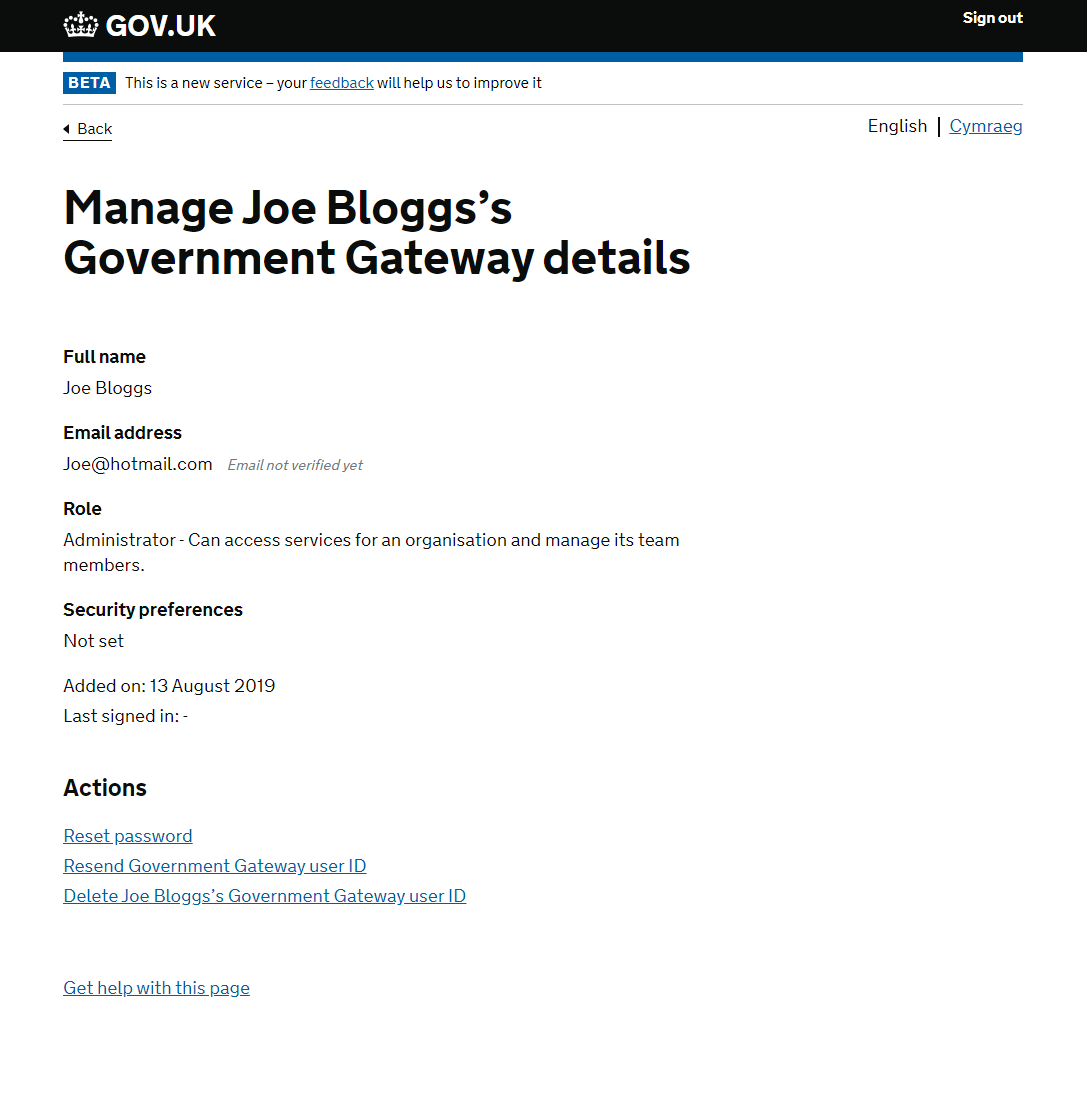 GOV.UK
Sign out
BETA This is a new service – your feedback will help us to improve it
Back
English | Cymraeg
Manage Joe Bloggs’s
Government Gateway details
Full name
Joe Bloggs
Email address
Joe@hotmail.com Email not verified yet
Role
Administrator - Can access services for an organisation and manage its team
members.
Security preferences
Not set
Added on: 13 August 2019
Last signed in: -
Actions
Reset password
Resend Government Gateway user ID
Delete Joe Bloggs’s Government Gateway user ID
Get help with this page